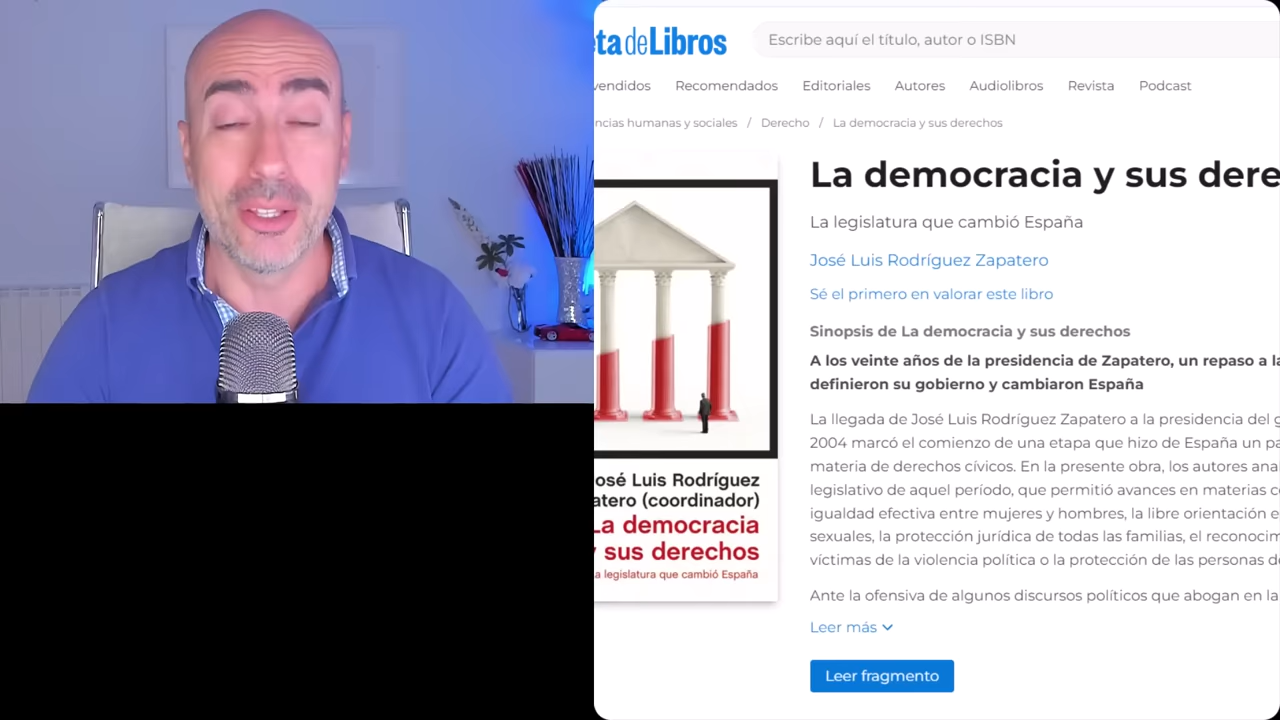 eta de Libros
Escribe aquí el título, autor o ISBN
vendidos Recomendados Editoriales Autores Audiolibros Revista Podcast
ncias humanas y sociales / Derecho / La democracia y sus derechos
La democracia y sus dere
La legislatura que cambió España
José Luis Rodríguez Zapatero
Sé el primero en valorar este libro
Sinopsis de La democracia y sus derechos
A los veinte años de la presidencia de Zapatero, un repaso a la
definieron su gobierno y cambiaron España
La llegada de José Luis Rodríguez Zapatero a la presidencia del g
2004 marcó el comienzo de una etapa que hizo de España un pa
materia de derechos cívicos. En la presente obra, los autores ana
legislativo de aquel período, que permitió avances en materias c
igualdad efectiva entre mujeres y hombres, la libre orientación e
sexuales, la protección jurídica de todas las familias, el reconocim
víctimas de la violencia política o la protección de las personas d
Ante la ofensiva de algunos discursos políticos que abogan en la
Leer más
Leer fragmento
osé Luis Rodríguez
atero (coordinador)
La democracia
y sus derechos
a legislatura que cambió España